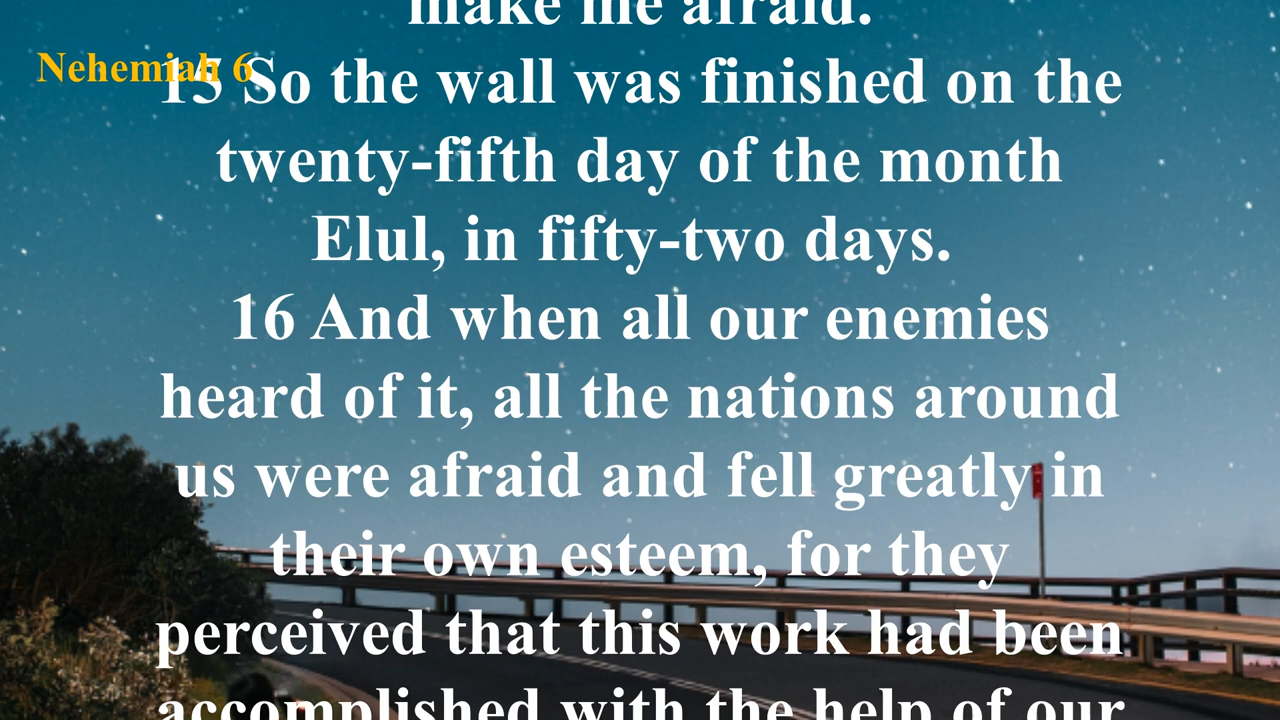 make me afraid.
Nehemiah 6
15 So the wall was finished on the
twenty-fifth day of the month
Elul, in fifty-two days.
16 And when all our enemies
heard of it, all the nations around
us were afraid and fell greatly in
their own esteem, for they
perceived that this work had been
accomplished with the help of our